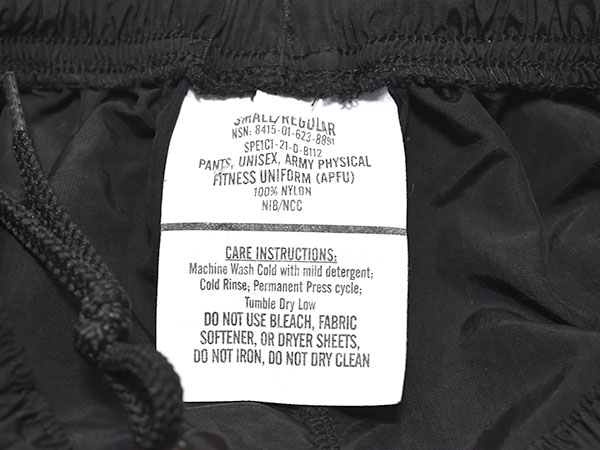 SMALL/REGULAR
NSN: 8415-01-623-8891
SPE1C1-21-D-B112
PANTS, UNISEX, ARMY PHYSICAL
FITNESS UNIFORM (APFU)
100% NYLON
NIB/NCC
CARE INSTRUCTIONS:
Machine Wash Cold with mild detergent;
Cold Rinse; Permanent Press cycle;
Tumble Dry Low
DO NOT USE BLEACH, FABRIC
SOFTENER, OR DRYER SHEETS,
DO NOT IRON, DO NOT DRY CLEAN